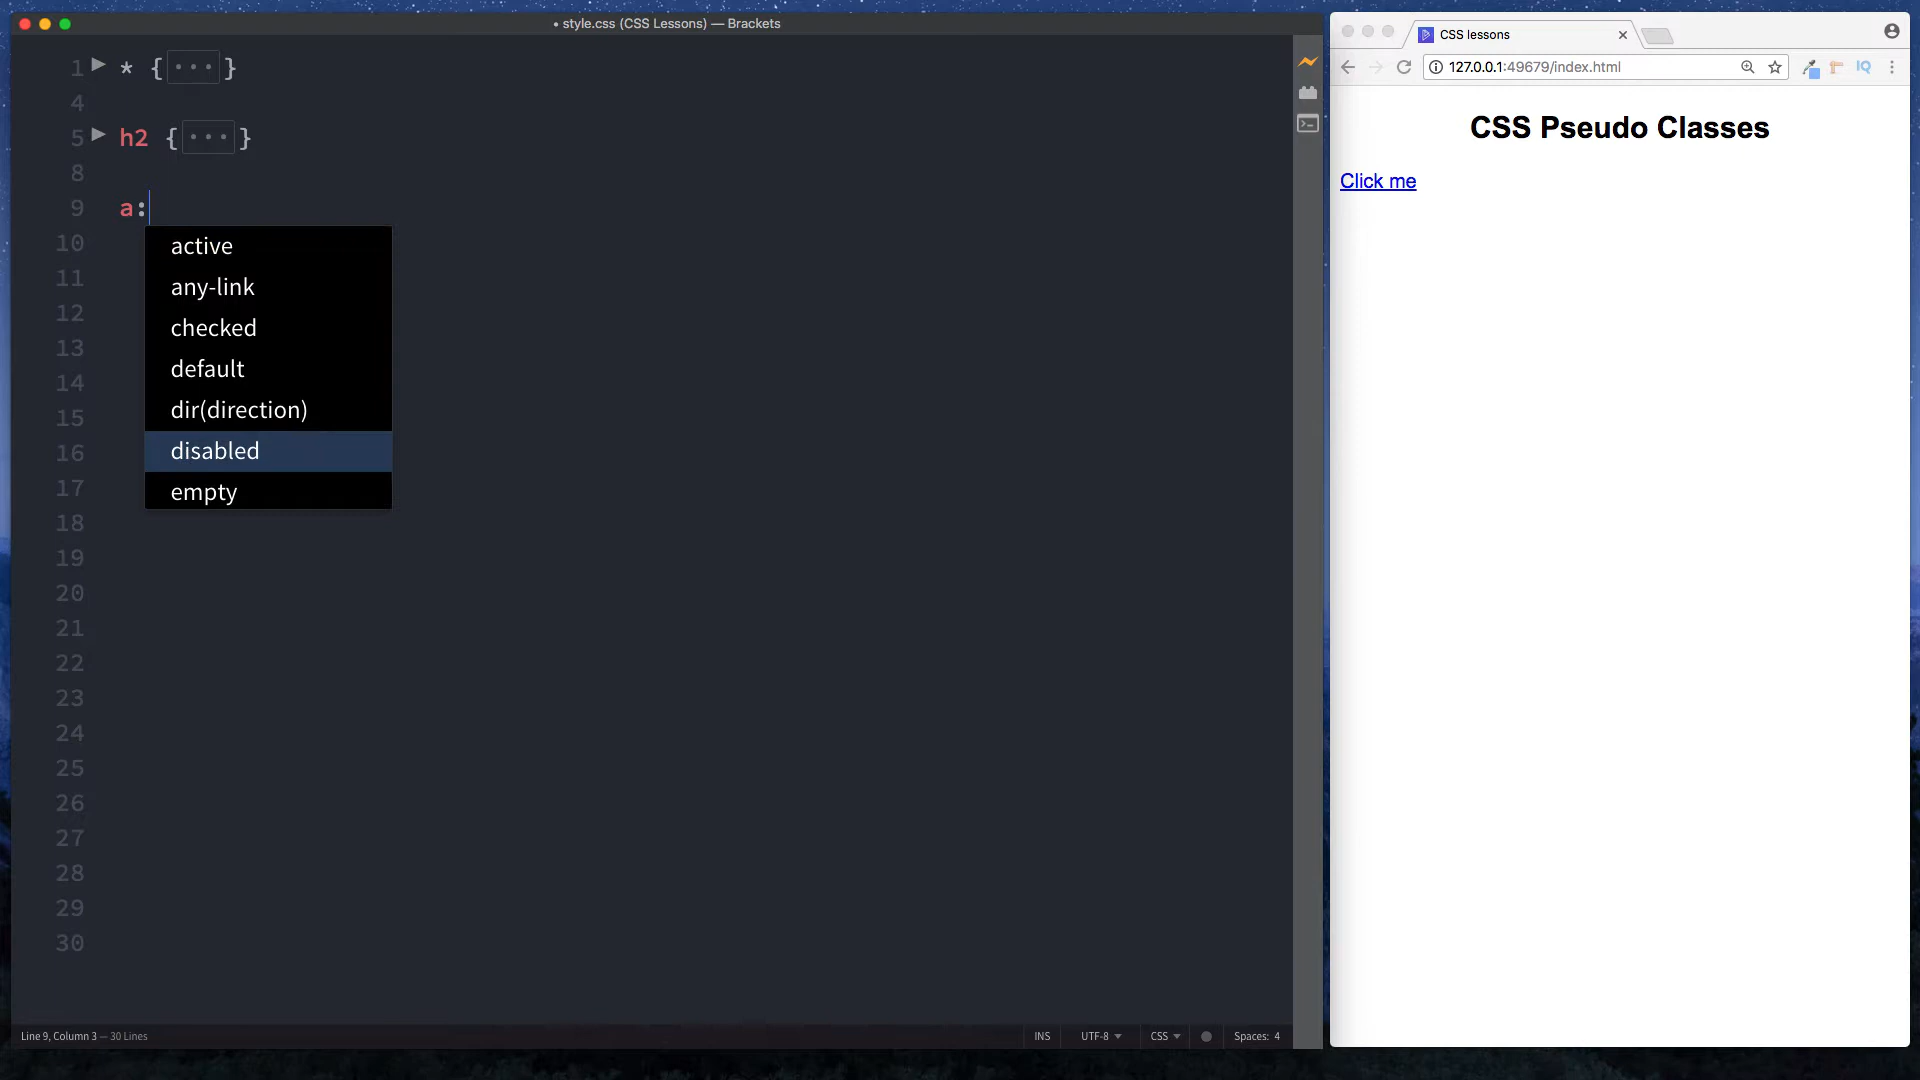 • style.css (CSS Lessons) — Brackets
1 * {···}
4
5 h2 {···}
8
9 a:
10
11
12
13
14
15
16
17
18
19
20
21
22
23
24
25
26
27
28
29
30
active
any-link
checked
default
dir(direction)
disabled
empty
Line 9, Column 3 — 30 Lines
INS
UTF-8
CSS
Spaces: 4
CSS lessons
127.0.0.1:49679/index.html
IQ
CSS Pseudo Classes
Click me